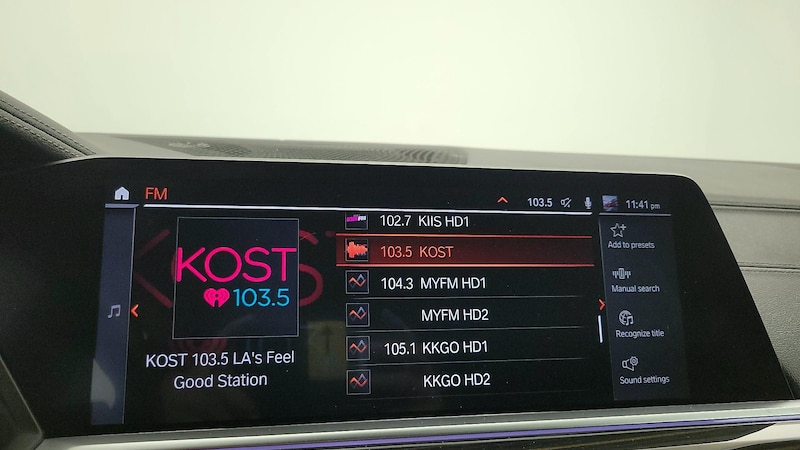 FM
103.5
11:41 pm
KOST
103.5
KOST 103.5 LA's Feel
Good Station
102.7 KIIS HD1
103.5 KOST
104.3 MYFM HD1
MYFM HD2
105.1 KKGO HD1
KKGO HD2
Add to presets
Manual search
Recognize title
Sound settings